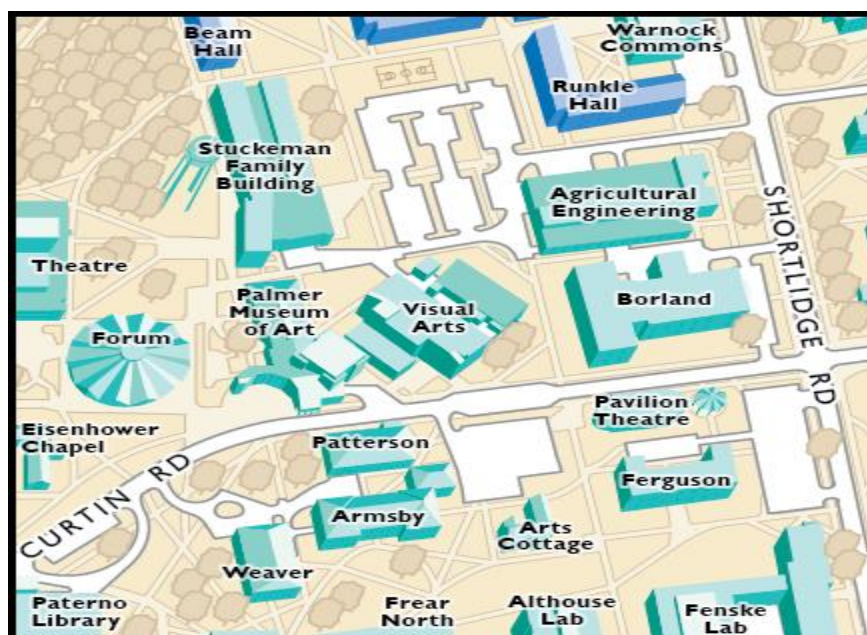 Beam
Hall
Warnock
Commons
Runkle
Hall
Stuckeman
Family
Building
Agricultural
Engineering
SHORTLIDGE RD
Theatre
Palmer
Museum
of Art
Visual
Arts
Borland
Forum
Pavilion
Theatre
Eisenhower
Chapel
Patterson
CURTIN RD
Ferguson
Armsby
Arts
Cottage
Weaver
Paterno
Library
Frear
North
Althouse
Lab
Fenske
Lab